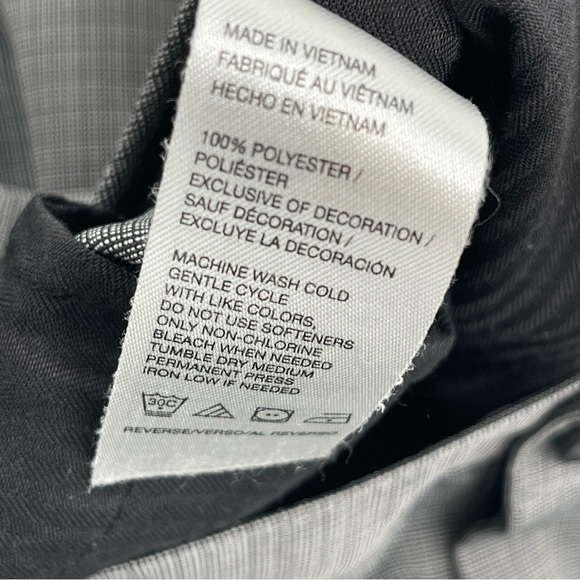 MADE IN VIETNAM
FABRIQUÉ AU VIÊTNAM
HECHO EN VIETNAM
100% POLYESTER /
POLIÉSTER
EXCLUSIVE OF DECORATION /
SAUF DÉCORATION /
EXCLUYE LA DECORACIÓN
MACHINE WASH COLD
GENTLE CYCLE
WITH LIKE COLORS,
DO NOT USE SOFTENERS
ONLY NON-CHLORINE
BLEACH WHEN NEEDED
TUMBLE DRY MEDIUM
PERMANENT PRESS
IRON LOW IF NEEDED
30C
REVERSE/VERSO/AL REVERSO